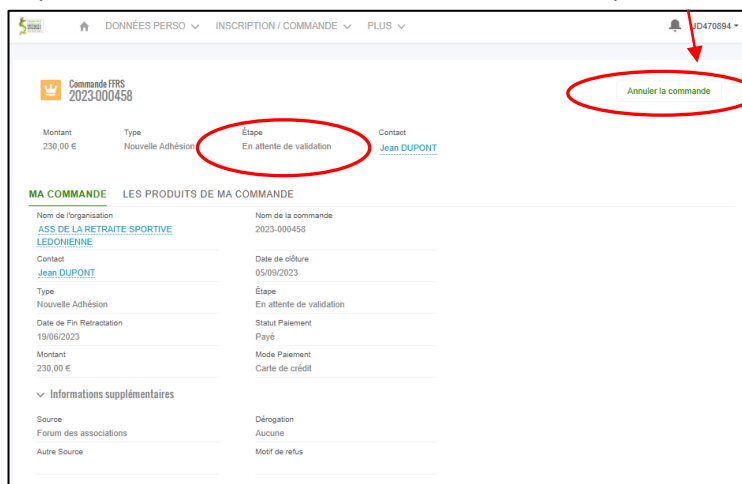 DONNÉES PERSO
INSCRIPTION / COMMANDE
PLUS
JD470894
Commande FFRS
2023-000458
Annuler la commande
Montant Type Étape Contact
230,00 € Nouvelle Adhésion En attente de validation Jean DUPONT
MA COMMANDE LES PRODUITS DE MA COMMANDE
Nom de l'organisation Nom de la commande
ASS DE LA RETRAITE SPORTIVE 2023-000458
LEDONIENNE
Contact Date de clôture
Jean DUPONT 05/09/2023
Type Étape
Nouvelle Adhésion En attente de validation
Date de Fin Retractation Statut Paiement
19/06/2023 Payé
Montant Mode Paiement
230,00 € Carte de crédit
Informations supplémentaires
Source Dérogation
Forum des associations Aucune
Autre Source Motif de refus